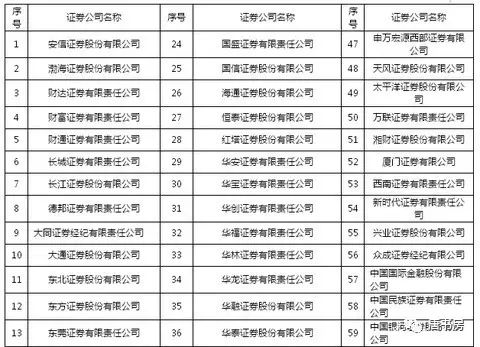 序号 证券公司名称 序号 证券公司名称 序号 证券公司名称
1 安信证券股份有限公司 24 国盛证券有限责任公司 47 申万宏源西部证券有限公司
2 渤海证券股份有限公司 25 国信证券股份有限公司 48 天风证券股份有限公司
3 财达证券有限责任公司 26 海通证券股份有限公司 49 太平洋证券股份有限公司
4 财富证券有限责任公司 27 恒泰证券股份有限公司 50 万联证券有限责任公司
5 财通证券股份有限公司 28 红塔证券股份有限公司 51 湘财证券股份有限公司
6 长城证券有限责任公司 29 华安证券股份有限公司 52 厦门证券有限公司
7 长江证券股份有限公司 30 华宝证券有限责任公司 53 西南证券股份有限公司
8 德邦证券有限责任公司 31 华创证券有限责任公司 54 新时代证券有限责任公司
9 大同证券经纪有限责任公司 32 华福证券有限责任公司 55 兴业证券股份有限公司
10 大通证券股份有限公司 33 华林证券有限责任公司 56 众成证券经纪有限公司
11 东北证券股份有限公司 34 华龙证券有限责任公司 57 中国国际金融股份有限公司
12 东方证券股份有限公司 35 华融证券股份有限公司 58 中国民族证券有限责任公司
13 东莞证券有限责任公司 36 华泰证券股份有限公司 59 中国银河 有限公司
书房